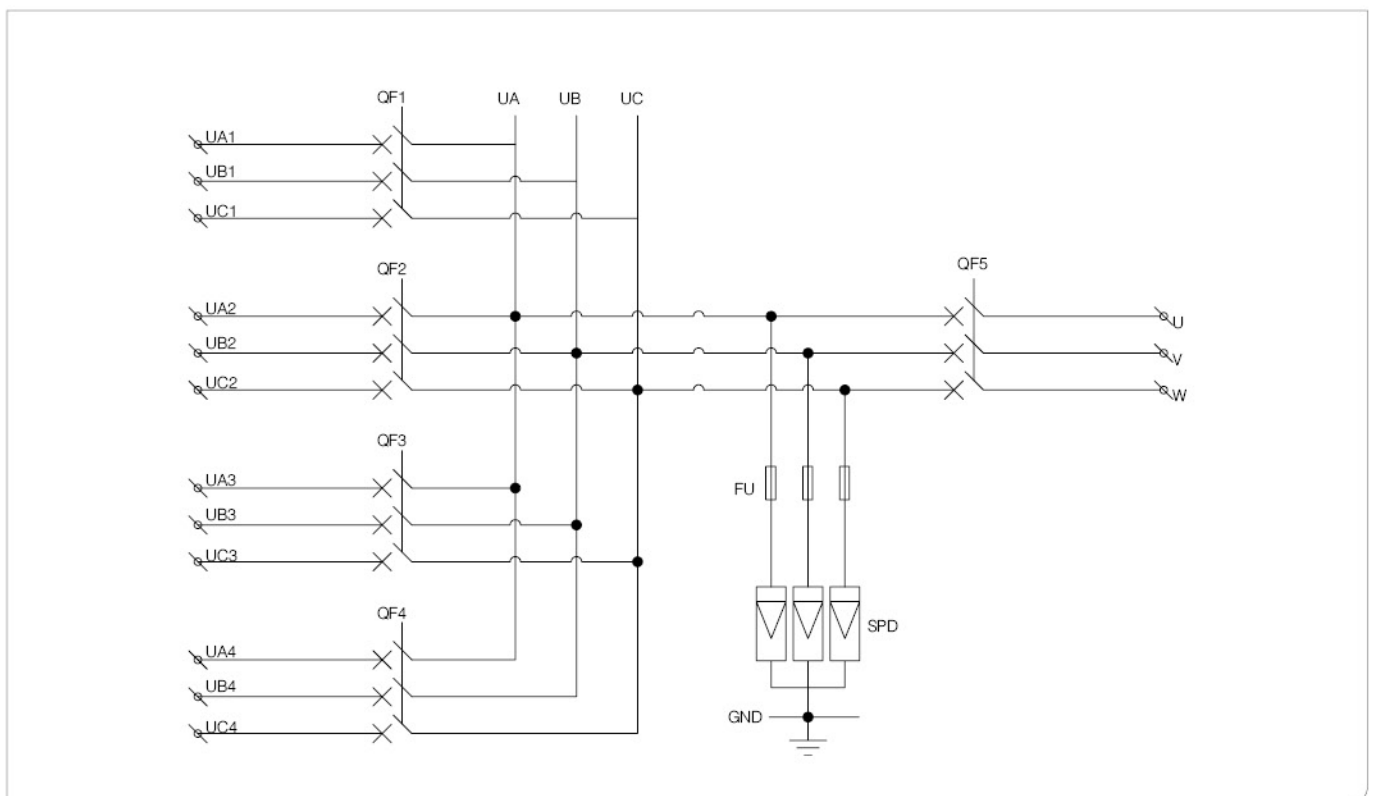 QF1 UA UB UC
UA1
UB1
UC1
QF2 QF5
UA2 U
UB2 V
UC2 W
QF3
UA3 FU
UB3
UC3
QF4
SPD
UA4
UB4
UC4 GND